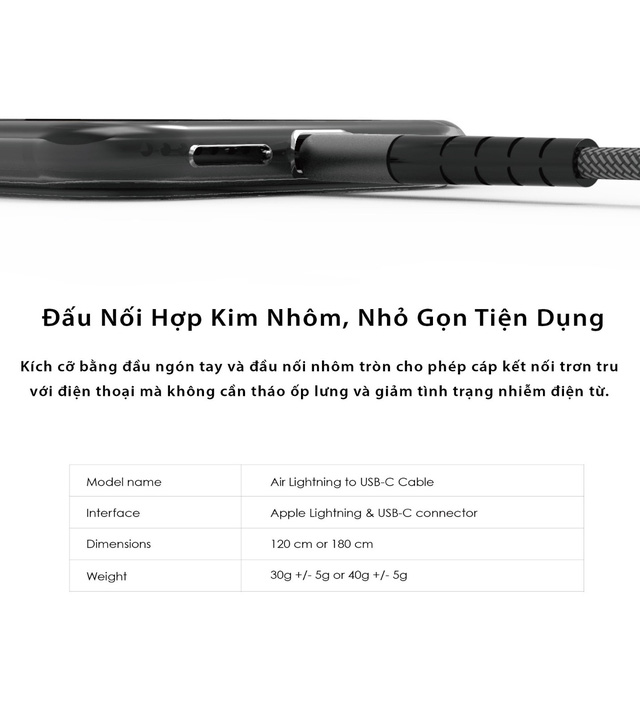 Đấu Nối Hợp Kim Nhôm, Nhỏ Gọn Tiện Dụng
Kích cỡ bằng đầu ngón tay và đầu nối nhôm tròn cho phép cáp kết nối trơn tru
với điện thoại mà không cần tháo ốp lưng và giảm tình trạng nhiễm điện từ.
Model name Air Lightning to USB-C Cable
Interface Apple Lightning & USB-C connector
Dimensions 120 cm or 180 cm
Weight 30g +/- 5g or 40g +/- 5g